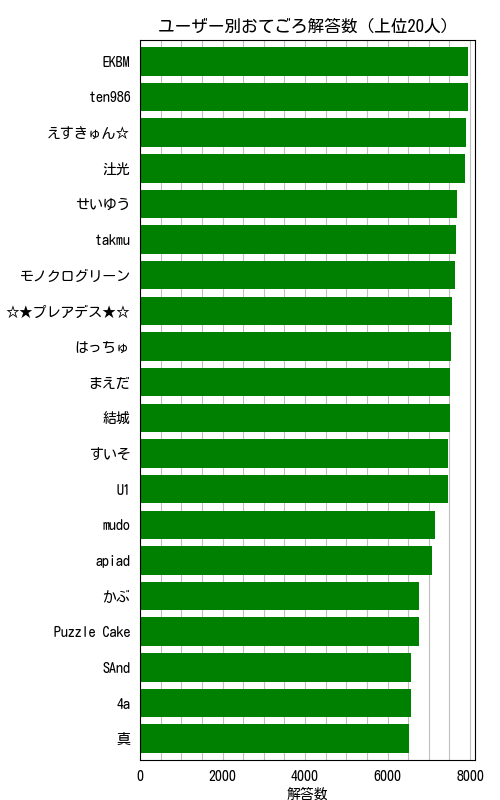 ユーザー別おてごろ解答数（上位20人）
EKBM
ten986
えすきゅん☆
辻光
せいゆう
takmu
モノクログリーン
☆★プレアデス★☆
はっちゅ
まえだ
結城
すいそ
U1
mudo
apiad
かぶ
Puzzle Cake
SAnd
4a
真
0 2000 4000 6000 8000
解答数